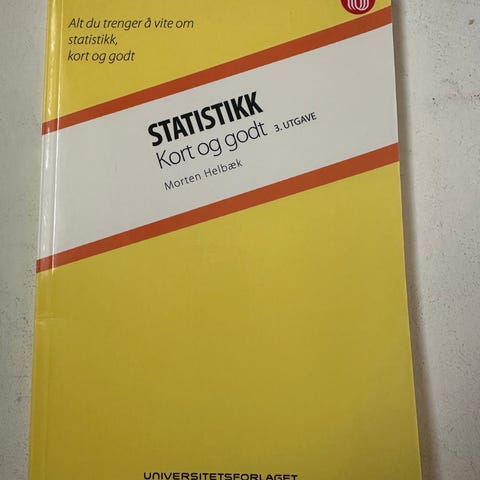 Alt du trenger å vite om
statistikk,
kort og godt
STATISTIKK
Kort og godt 3. UTGAVE
Morten Helbæk
UNIVERSITETSFORLAGET